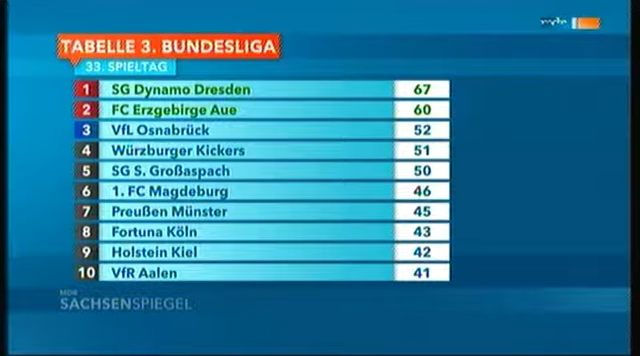 mdr
TABELLE 3. BUNDESLIGA
33. SPIELTAG
1 SG Dynamo Dresden 67
2 FC Erzgebirge Aue 60
3 VfL Osnabrück 52
4 Würzburger Kickers 51
5 SG S. Großaspach 50
6 1. FC Magdeburg 46
7 Preußen Münster 45
8 Fortuna Köln 43
9 Holstein Kiel 42
10 VfR Aalen 41
MDR
SACHSENSPIEGEL